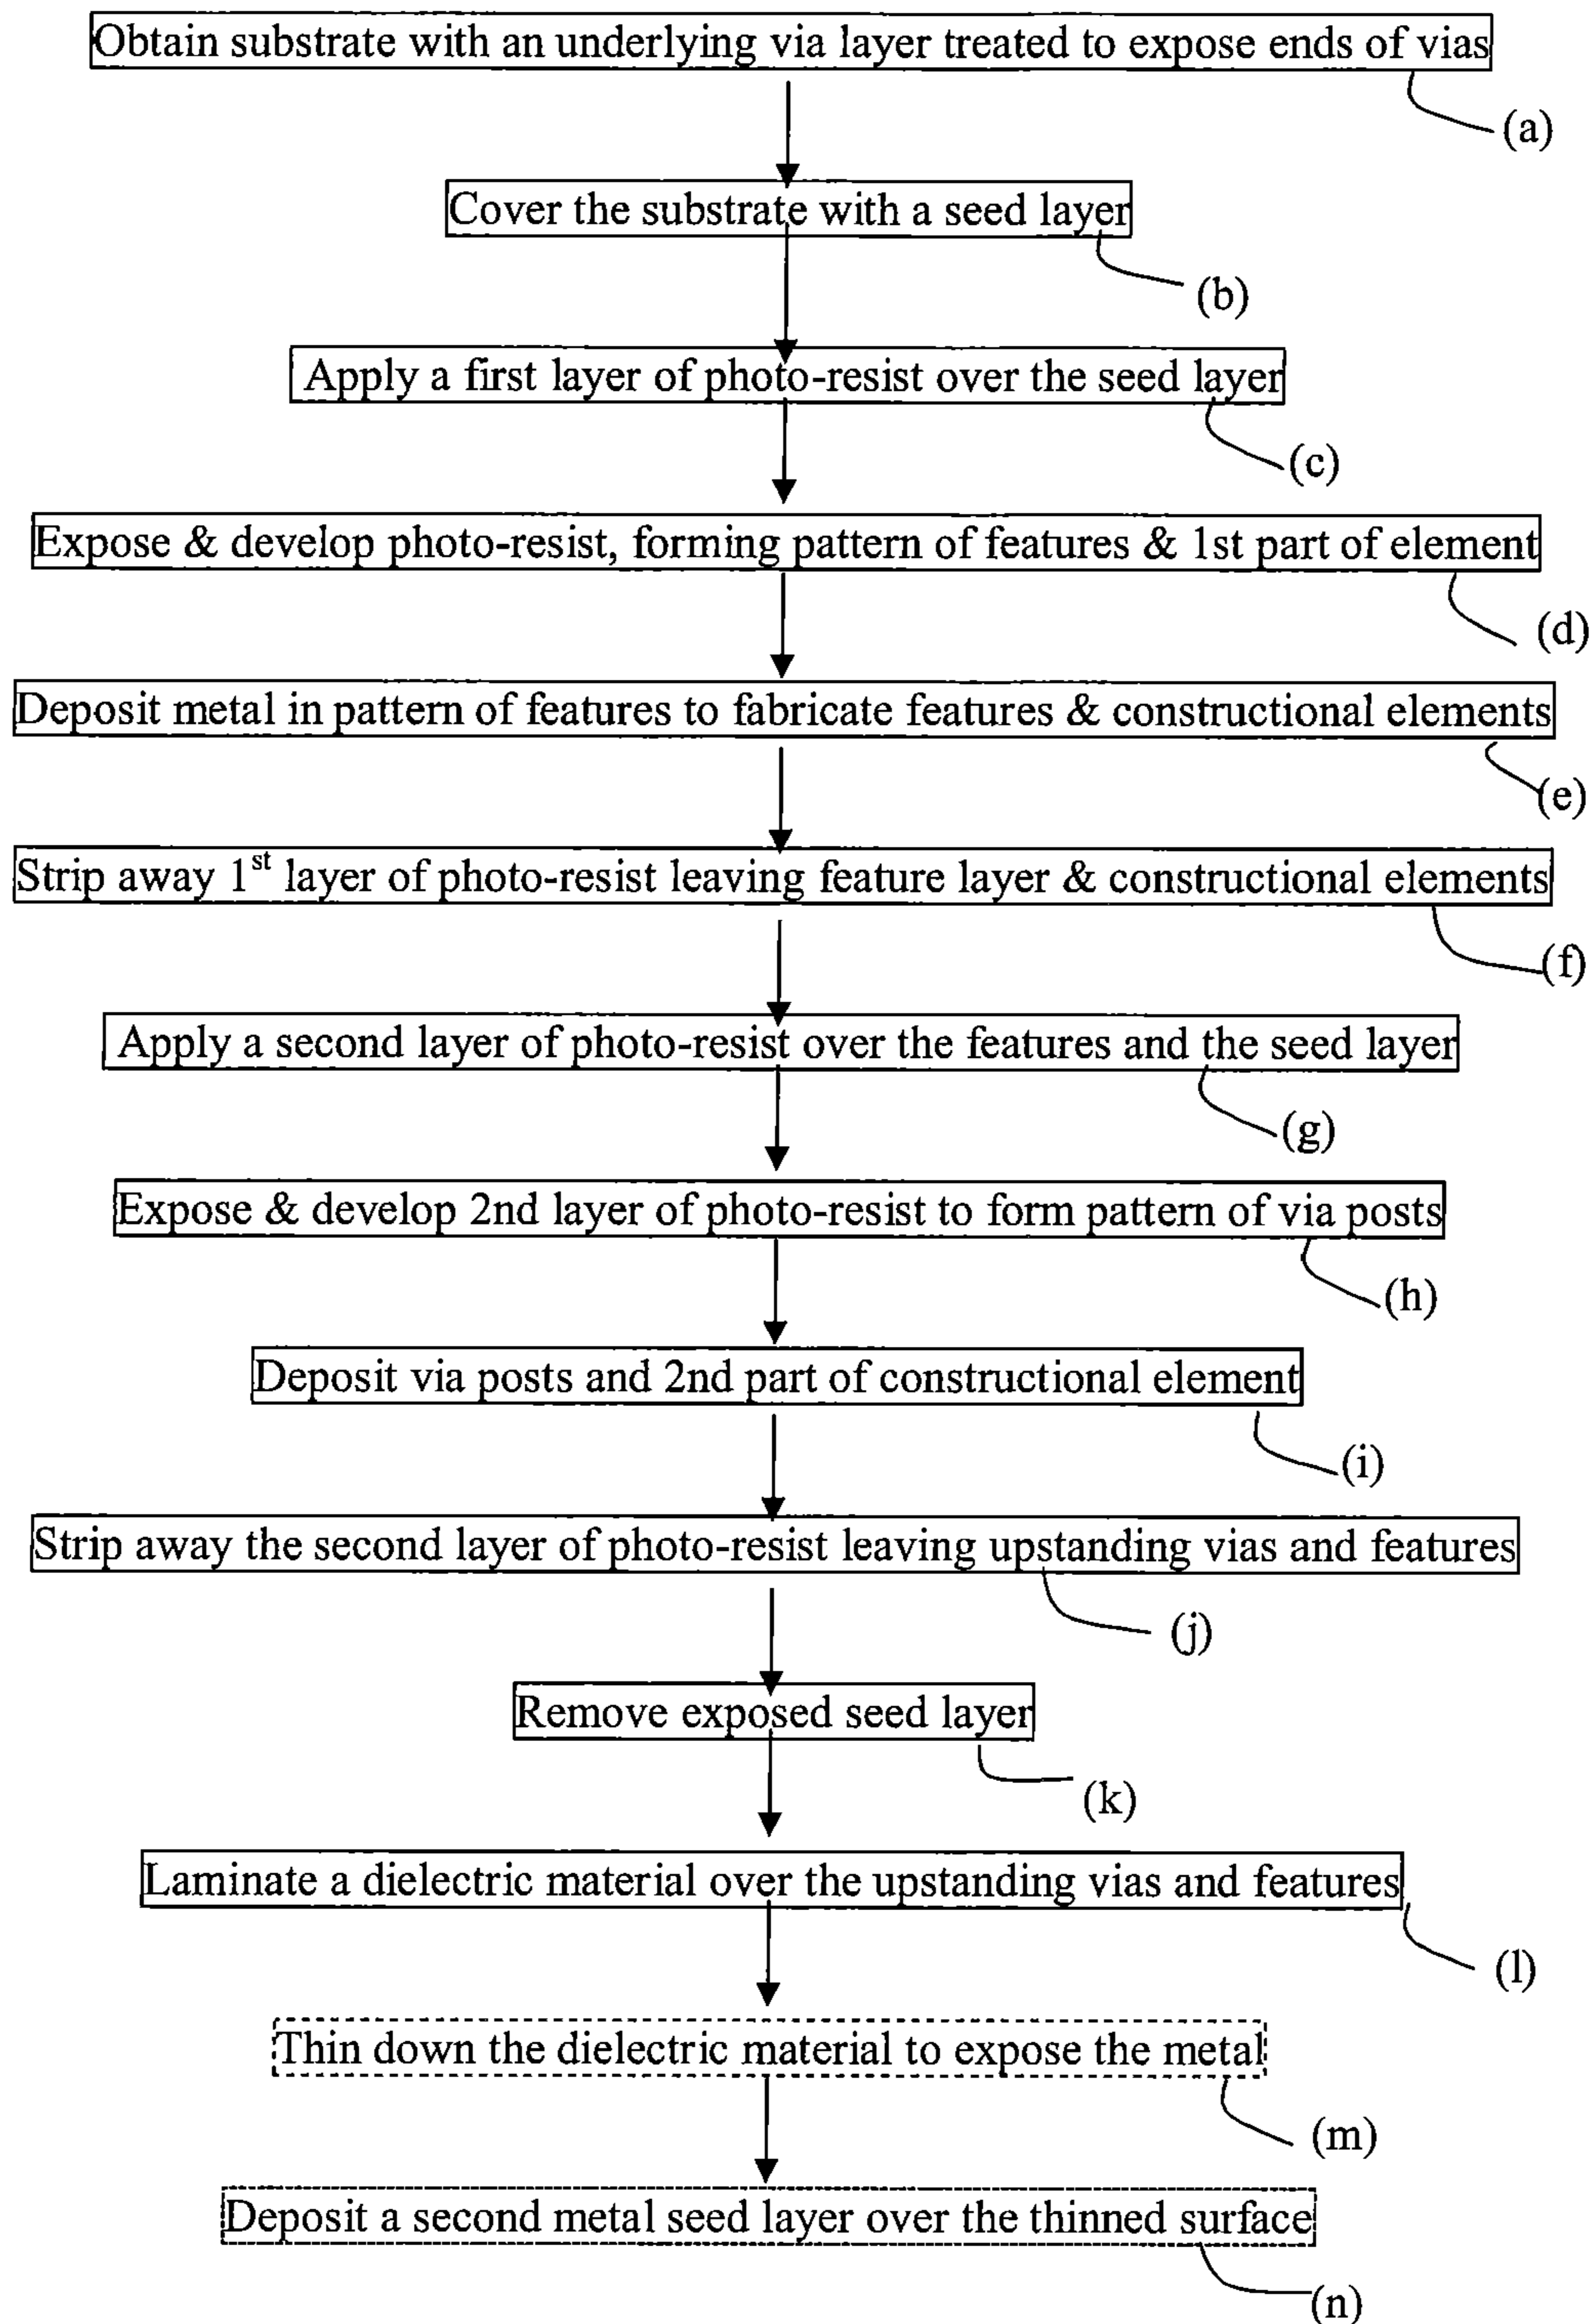 Obtain substrate with an underlying via layer treated to expose ends of vias
(a)
Cover the substrate with a seed layer
(b)
Apply a first layer of photo-resist over the seed layer
(c)
Expose & develop photo-resist, forming pattern of features & 1st part of element
(d)
Deposit metal in pattern of features to fabricate features & constructional elements
(e)
Strip away 1st layer of photo-resist leaving feature layer & constructional elements
(f)
Apply a second layer of photo-resist over the features and the seed layer
(g)
Expose & develop 2nd layer of photo-resist to form pattern of via posts
(h)
Deposit via posts and 2nd part of constructional element
(i)
Strip away the second layer of photo-resist leaving upstanding vias and features
(j)
Remove exposed seed layer
(k)
Laminate a dielectric material over the upstanding vias and features
(l)
Thin down the dielectric material to expose the metal
(m)
Deposit a second metal seed layer over the thinned surface
(n)